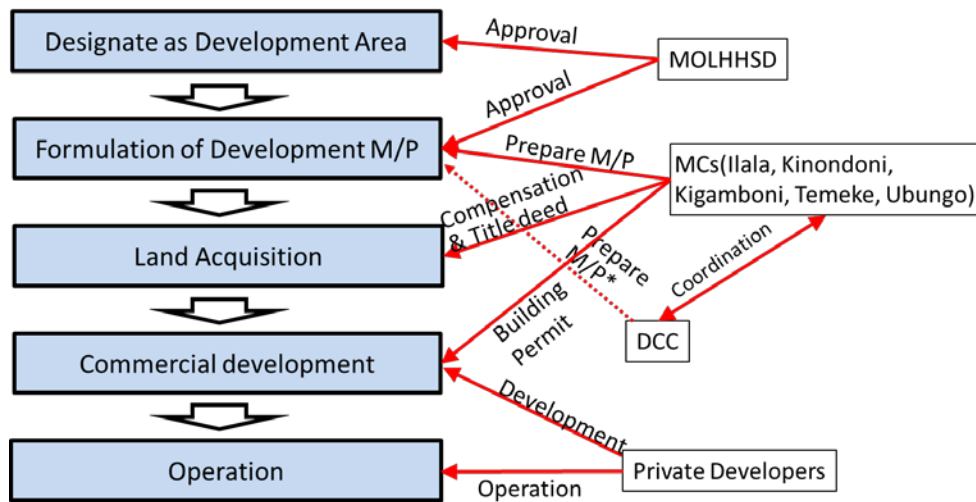 Designate as Development Area
Approval
MOLHHSD
Approval
Formulation of Development M/P
Prepare M/P
MCs(Ilala, Kinondoni,
Kigamboni, Temeke, Ubungo)
Compensation
& Title deed
Land Acquisition
Prepare
M/P*
Coordination
Building
Permit
DCC
Commercial development
Development
Operation
Private Developers
Operation